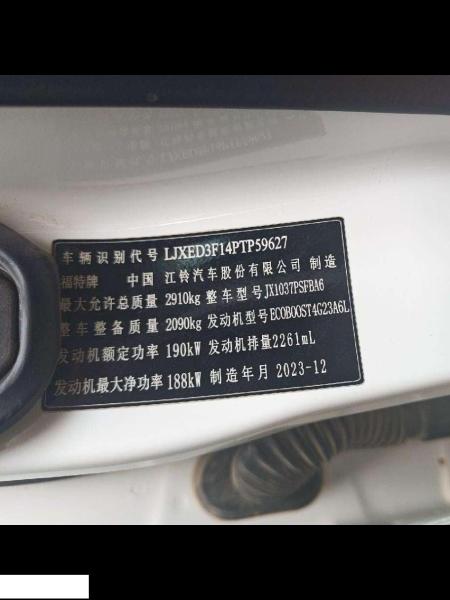 车辆识别代号 LJXED3F14PTP59627
福特牌 中国 江铃汽车股份有限公司 制造
最大允许总质量 2910kg 整车型号 JX1037PSFBA6
整车整备质量 2090kg 发动机型号 ECOBOOST4G23A6L
发动机额定功率 190kW 发动机排量 2261mL
发动机最大净功率 188kW 制造年月 2023-12